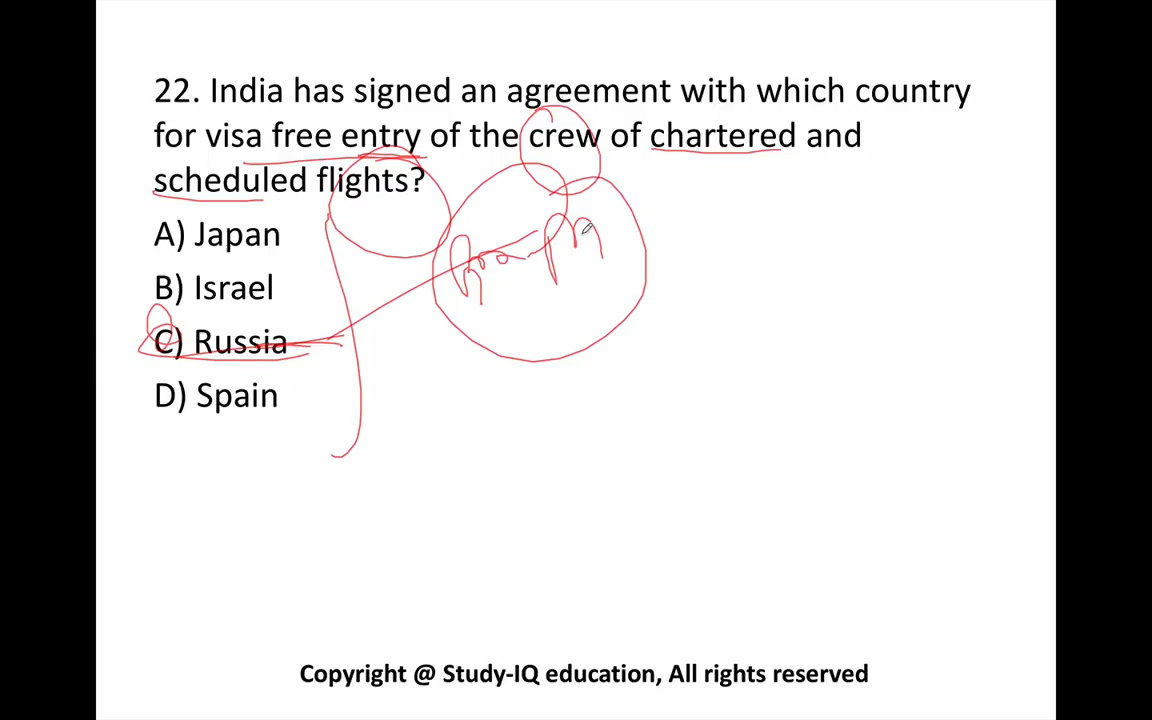 22. India has signed an agreement with which country
for visa free entry of the crew of chartered and
scheduled flights?
A) Japan
B) Israel
C) Russia
D) Spain
Copyright @ Study-IQ education, All rights reserved